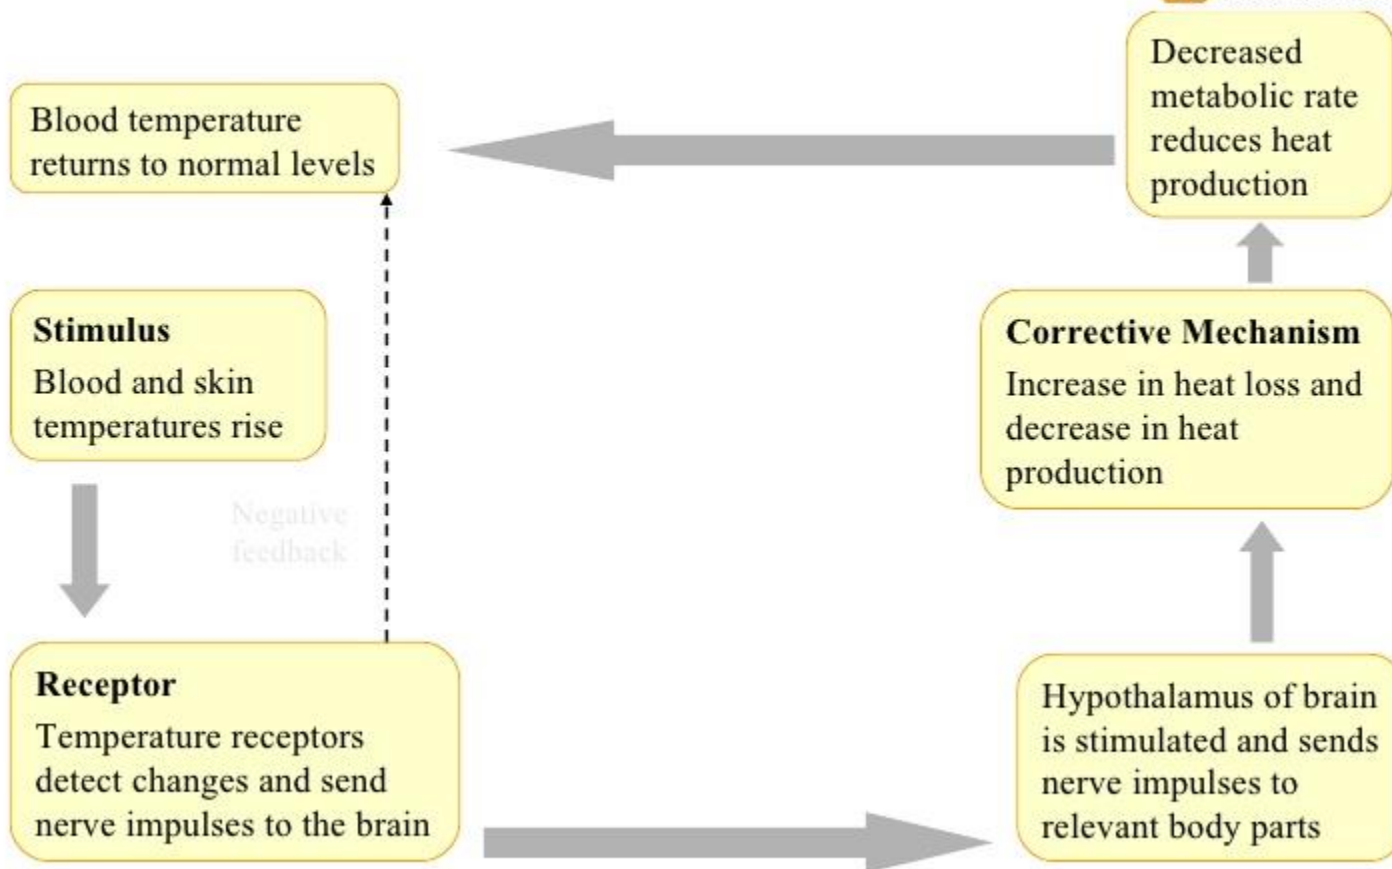 Decreased
metabolic rate
reduces heat
production
Blood temperature
returns to normal levels
Stimulus
Blood and skin
temperatures rise
Corrective Mechanism
Increase in heat loss and
decrease in heat
production
Negative
feedback
Receptor
Temperature receptors
detect changes and send
nerve impulses to the brain
Hypothalamus of brain
is stimulated and sends
nerve impulses to
relevant body parts